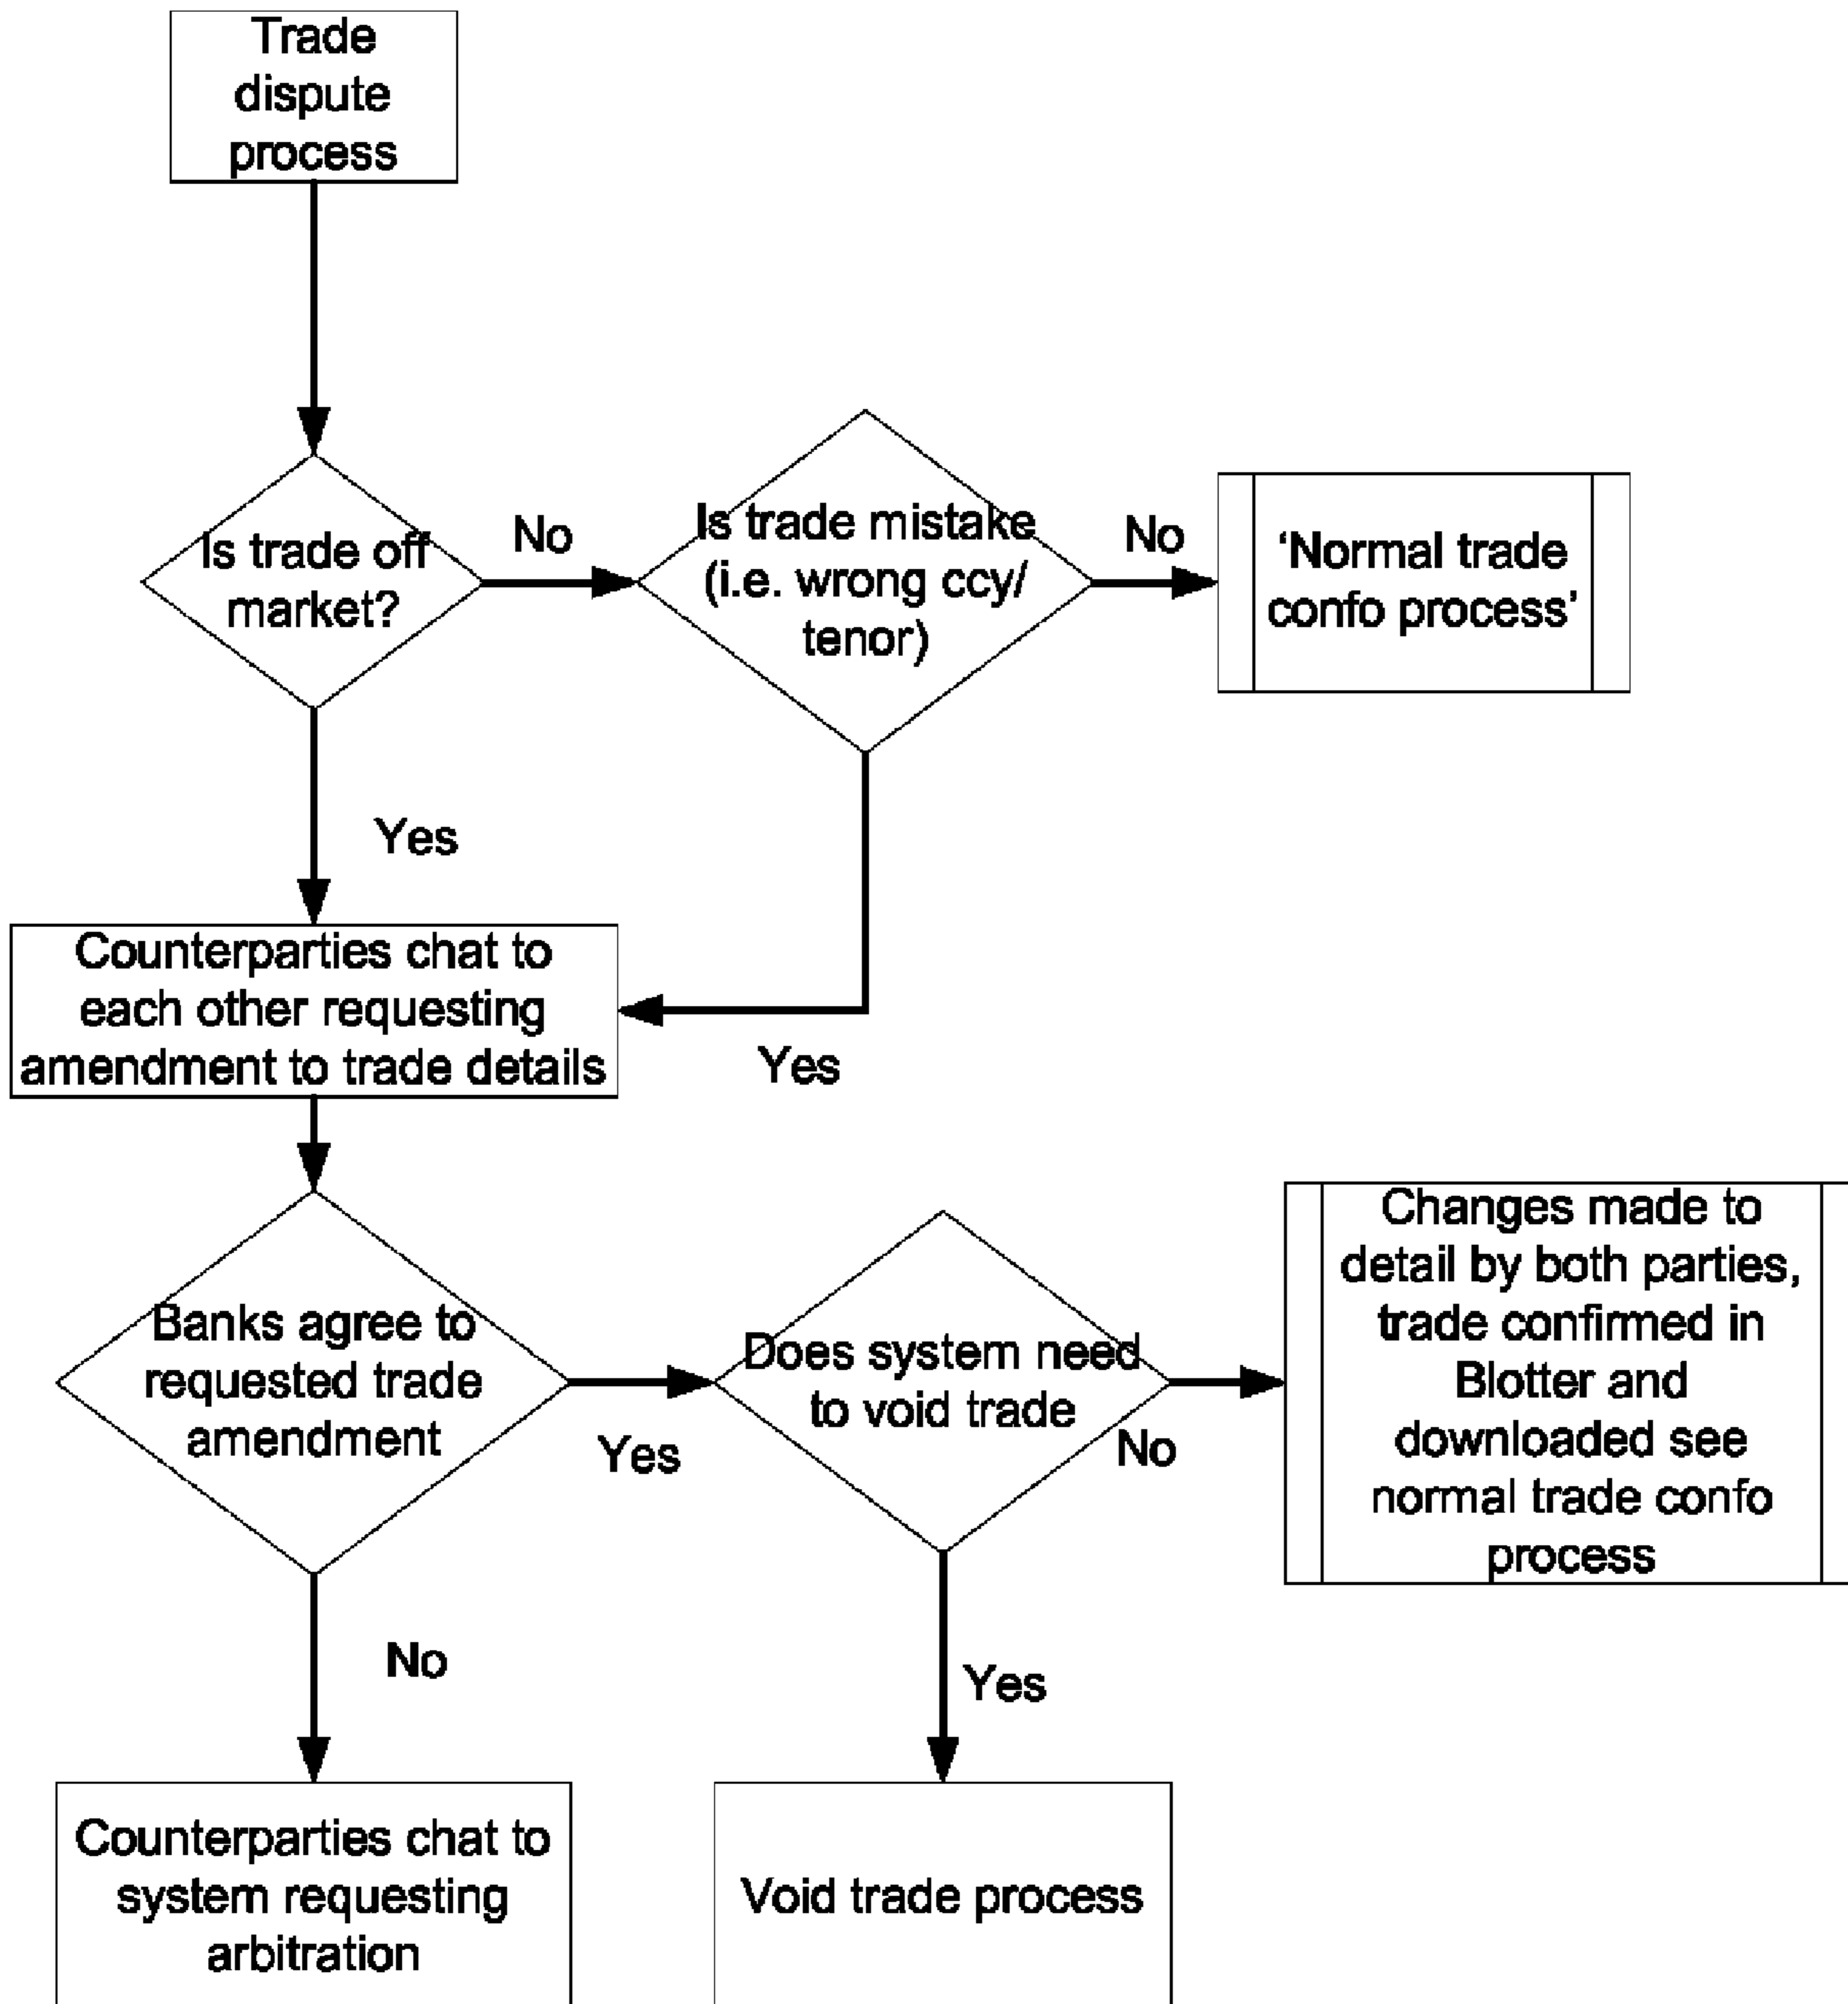 Trade
dispute
process
Is trade off
market?
No
Is trade mistake
(i.e. wrong ccy/
tenor)
No
‘Normal trade
confo process’
Yes
Counterparties chat to
each other requesting
amendment to trade details
Yes
Banks agree to
requested trade
amendment
Yes
Does system need
to void trade
No
Changes made to
detail by both parties,
trade confirmed in
Blotter and
downloaded see
normal trade confo
process
No
Yes
Counterparties chat to
system requesting
arbitration
Void trade process